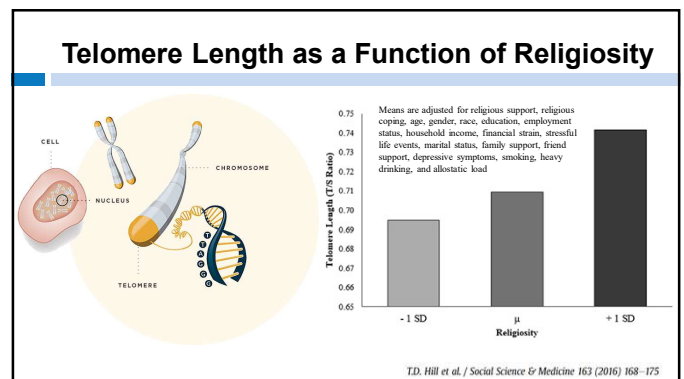 Telomere Length as a Function of Religiosity
CELL
NUCLEUS
CHROMOSOME
TELOMERE
T
T
A
G
G
G
Means are adjusted for religious support, religious
coping, age, gender, race, education, employment
status, household income, financial strain, stressful
life events, marital status, family support, friend
support, depressive symptoms, smoking, heavy
drinking, and allostatic load
Telomere Length (T/S Ratio)
0.75
0.74
0.73
0.72
0.71
0.70
0.69
0.68
0.67
0.66
0.65
- 1 SD
μ
+ 1 SD
Religiosity
T.D. Hill et al. / Social Science & Medicine 163 (2016) 168–175